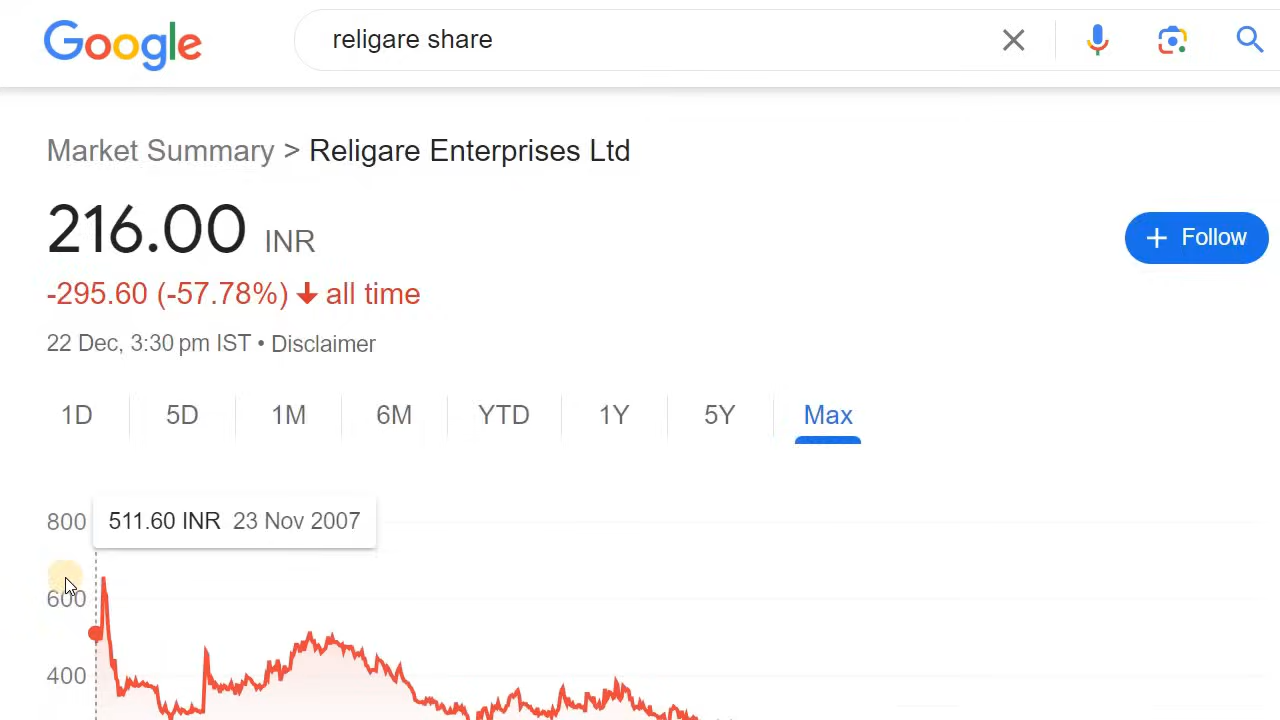 Google
religare share
Market Summary > Religare Enterprises Ltd
216.00 INR
+ Follow
-295.60 (-57.78%) ↓ all time
22 Dec, 3:30 pm IST • Disclaimer
1D 5D 1M 6M YTD 1Y 5Y Max
800 511.60 INR 23 Nov 2007
600
400